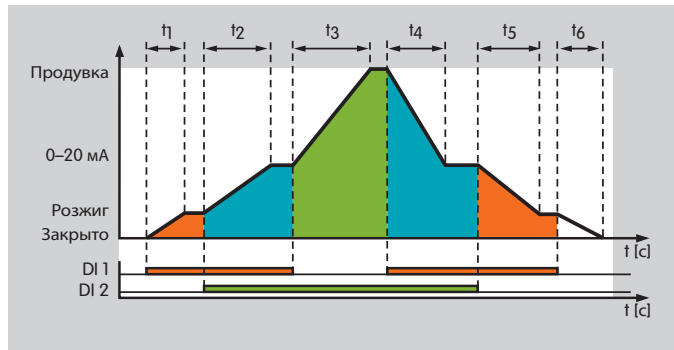 t1 t2 t3 t4 t5 t6
Продувка
0–20 мА
Розжиг
Закрыто
t [c]
DI 1
DI 2
t [c]